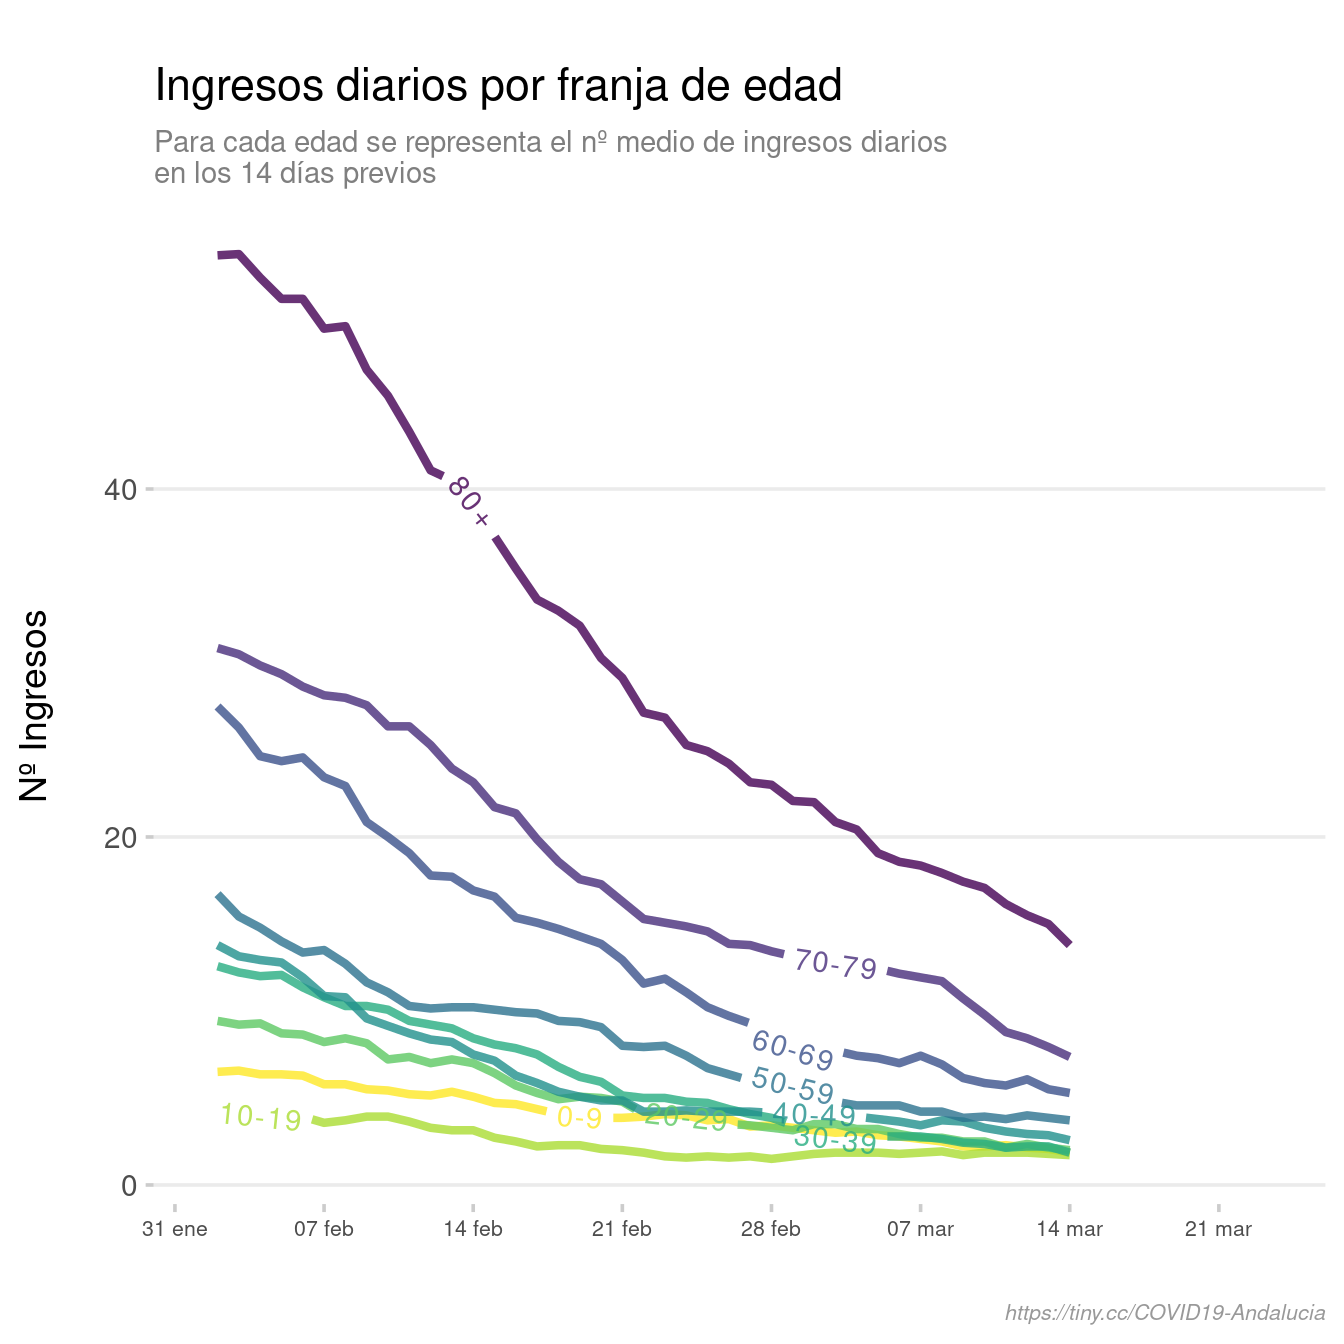 Ingresos diarios por franja de edad
Para cada edad se representa el nº medio de ingresos diarios
en los 14 días previos
Nº Ingresos
40
20
0
80+
70-79
60-69
50-59
40-49
30-39
20-29
0-9
10-19
31 ene
07 feb
14 feb
21 feb
28 feb
07 mar
14 mar
21 mar
https://tiny.cc/COVID19-Andalucia